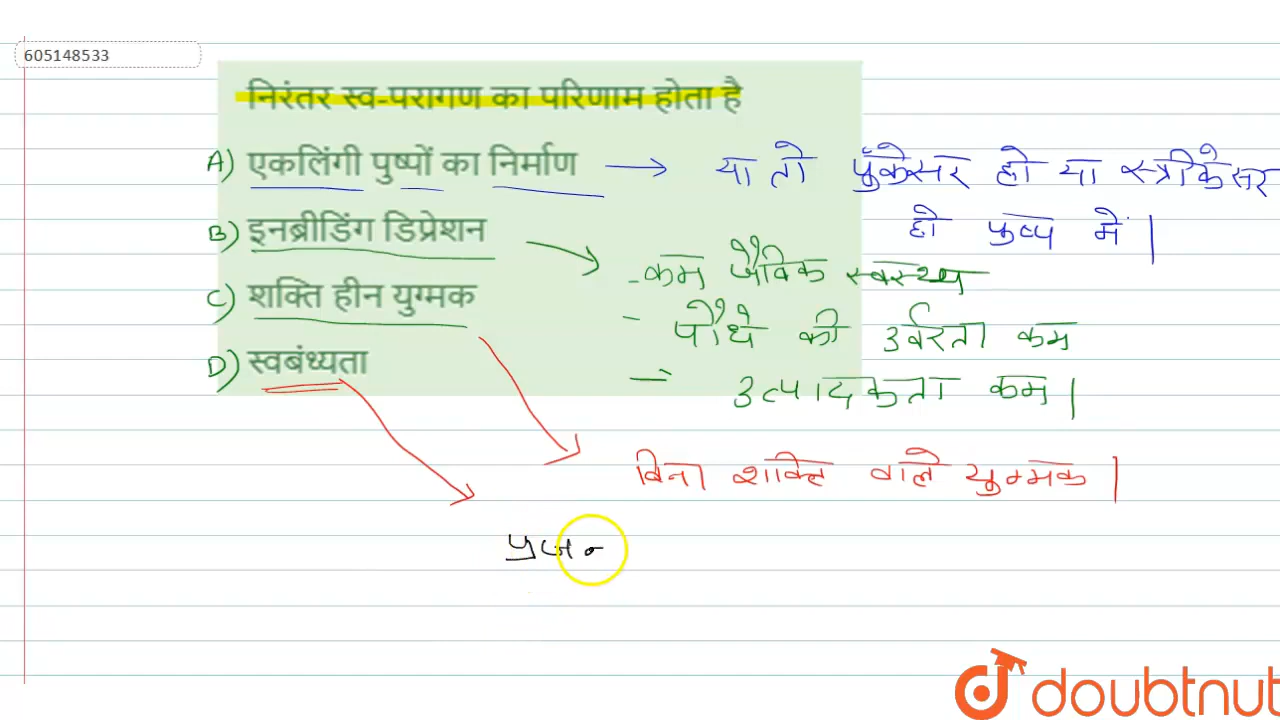 605148533
निरंतर स्व-परागण का परिणाम होता है
A) एकलिंगी पुष्पों का निर्माण → या तो पुंकेसर हो या स्त्रीकेसर
हो पुष्प में |
B) इनब्रीडिंग डिप्रेशन
- कम जैविक स्वस्थ्य
C) शक्ति हीन युग्मक
- पौधे की उर्वरता कम
D) स्वबंध्यता
- उत्पादकता कम |
बिना शक्ति वाले युग्मक |
प्रजन
doubtnut